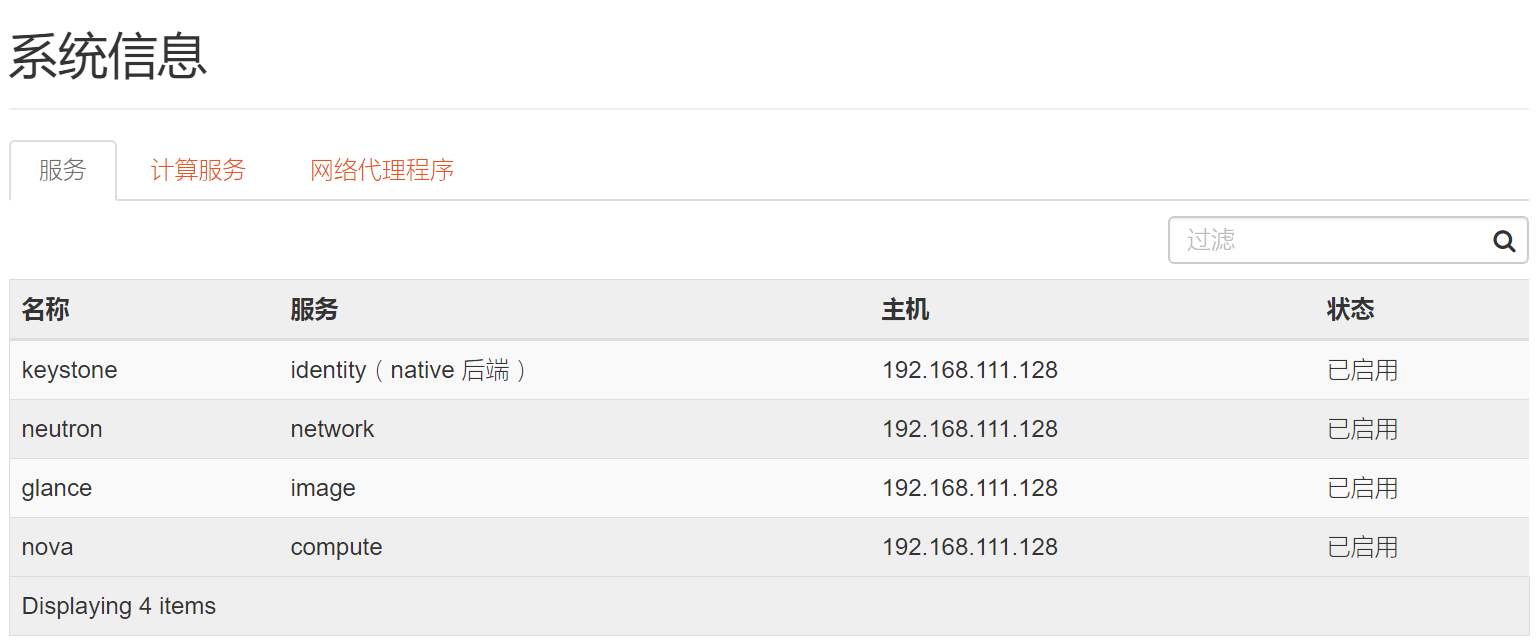 系统信息
服务 计算服务 网络代理程序
过滤
名称 服务 主机 状态
keystone identity（native 后端） 192.168.111.128 已启用
neutron network 192.168.111.128 已启用
glance image 192.168.111.128 已启用
nova compute 192.168.111.128 已启用
Displaying 4 items